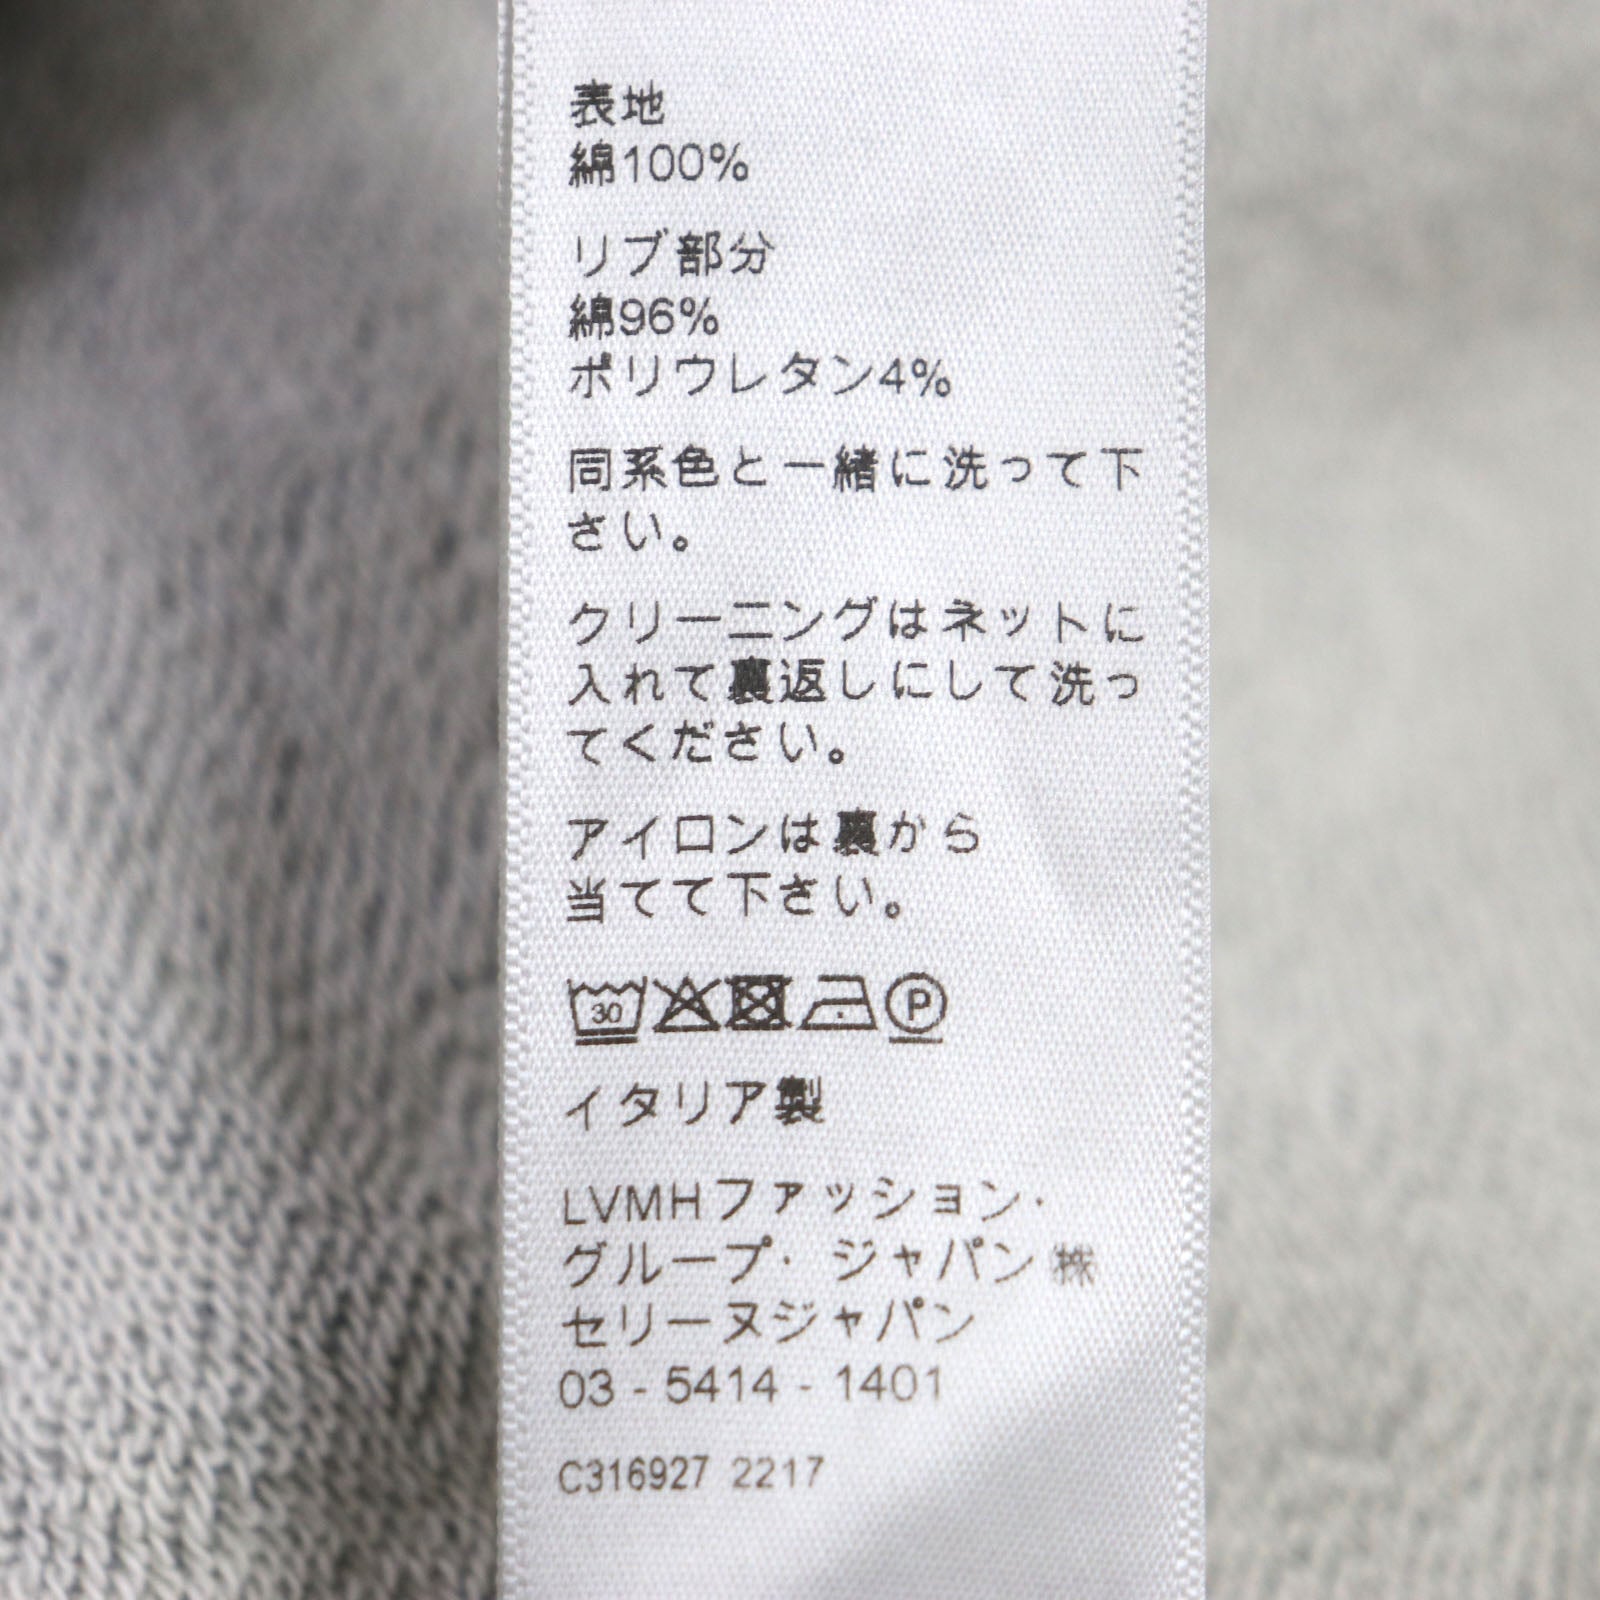 表地
綿100%
リブ部分
綿96%
ポリウレタン4%
同系色と一緒に洗って下
さい。
クリーニングはネットに
入れて裏返しにして洗っ
てください。
アイロンは裏から
当てて下さい。
30 P
イタリア製
LVMHファッション・
グループ・ジャパン㈱
セリーヌジャパン
03 - 5414 - 1401
C316927 2217